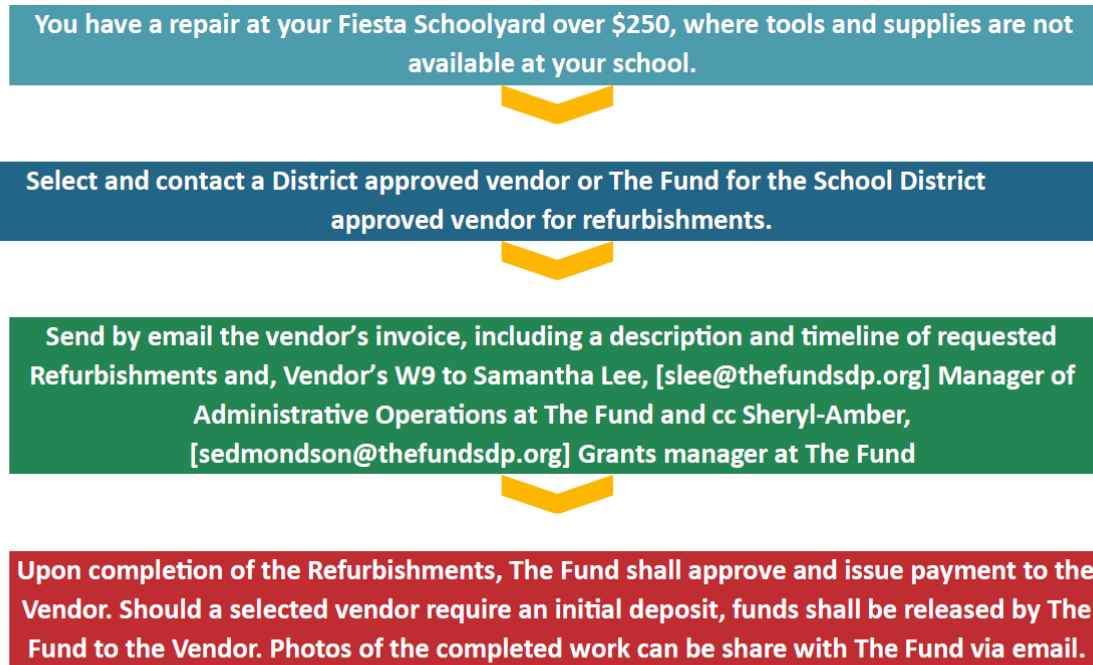 You have a repair at your Fiesta Schoolyard over $250, where tools and supplies are not
available at your school.
Select and contact a District approved vendor or The Fund for the School District
approved vendor for refurbishments.
Send by email the vendor’s invoice, including a description and timeline of requested
Refurbishments and, Vendor’s W9 to Samantha Lee, [slee@thefundsdp.org] Manager of
Administrative Operations at The Fund and cc Sheryl-Amber,
[sedmondson@thefundsdp.org] Grants manager at The Fund
Upon completion of the Refurbishments, The Fund shall approve and issue payment to the
Vendor. Should a selected vendor require an initial deposit, funds shall be released by The
Fund to the Vendor. Photos of the completed work can be share with The Fund via email.